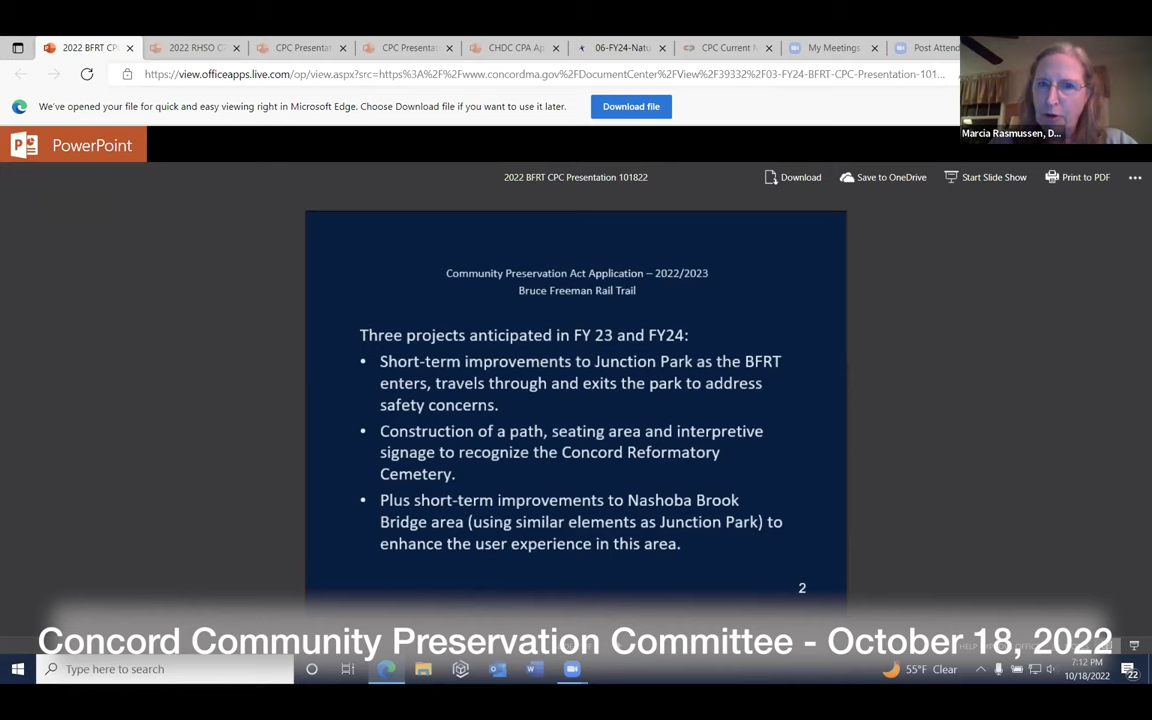 2022 BFRT CPC
2022 RHSO CP
CPC Presentat
CPC Presentat
CHDC CPA Ap
06-FY24-Natu
CPC Current M
My Meetings
Post Attend
https://view.officeapps.live.com/op/view.aspx?src=https%3A%2F%2Fwww.concordma.gov%2FDocumentCenter%2FView%2F39332%2F03-FY24-BFRT-CPC-Presentation-101...
We've opened your file for quick and easy viewing right in Microsoft Edge. Choose Download file if you want to use it later.
Download file
Marcia Rasmussen, D...
PowerPoint
2022 BFRT CPC Presentation 101822
Download
Save to OneDrive
Start Slide Show
Print to PDF
Community Preservation Act Application – 2022/2023
Bruce Freeman Rail Trail
Three projects anticipated in FY 23 and FY24:
• Short-term improvements to Junction Park as the BFRT
enters, travels through and exits the park to address
safety concerns.
• Construction of a path, seating area and interpretive
signage to recognize the Concord Reformatory
Cemetery.
• Plus short-term improvements to Nashoba Brook
Bridge area (using similar elements as Junction Park) to
enhance the user experience in this area.
2
Concord Community Preservation Committee - October 18, 2022
Type here to search
55°F Clear
7:12 PM
10/18/2022
22